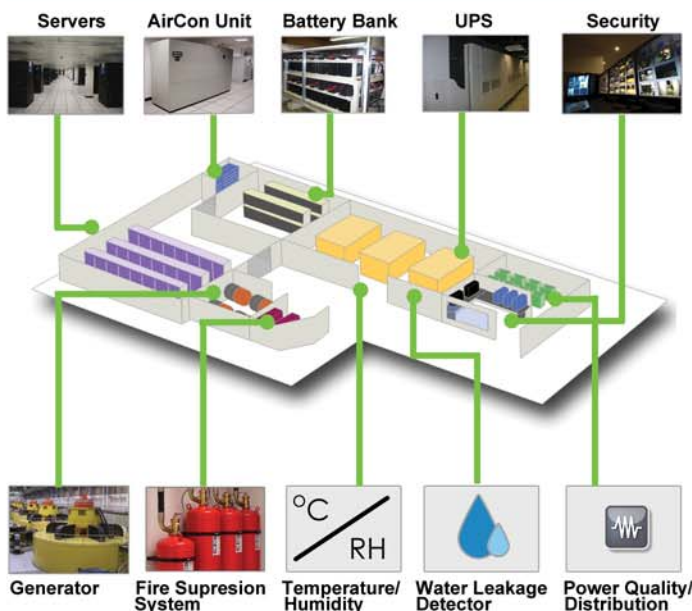 Servers
AirCon Unit
Battery Bank
UPS
Security
°C
RH
Generator
Fire Supresion
System
Temperature/
Humidity
Water Leakage
Detector
Power Quality/
Distribution